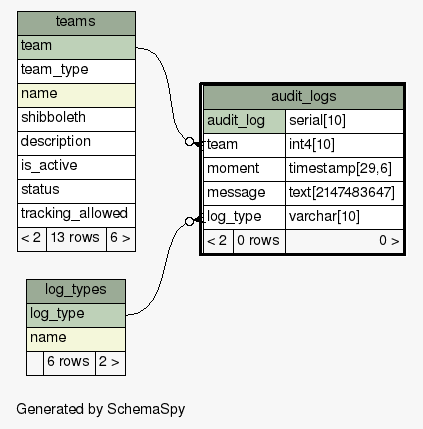 teams
team
team_type
name
shibboleth
description
is_active
status
tracking_allowed
< 2 13 rows 6 >
audit_logs
audit_log serial[10]
team int4[10]
moment timestamp[29,6]
message text[2147483647]
log_type varchar[10]
< 2 0 rows 0 >
log_types
log_type
name
6 rows 2 >
Generated by SchemaSpy